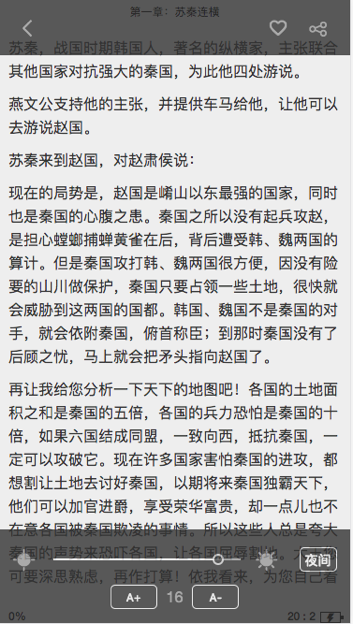 第一章：苏秦连横
苏秦，战国时期韩国人，著名的纵横家，主张联合
其他国家对抗强大的秦国，为此他四处游说。
燕文公支持他的主张，并提供车马给他，让他可以
去游说赵国。
苏秦来到赵国，对赵肃侯说：
现在的局势是，赵国是崤山以东最强的国家，同时
也是秦国的心腹之患。秦国之所以没有起兵攻赵，
是担心螳螂捕蝉黄雀在后，背后遭受韩、魏两国的
算计。但是秦国攻打韩、魏两国很方便，因没有险
要的山川做保护，秦国只要占领一些土地，很快就
会威胁到这两国的国都。韩国、魏国不是秦国的对
手，就会依附秦国，俯首称臣；到那时秦国没有了
后顾之忧，马上就会把矛头指向赵国了。
再让我给您分析一下天下的地图吧！各国的土地面
积之和是秦国的五倍，各国的兵力恐怕是秦国的十
倍，如果六国结成同盟，一致向西，抵抗秦国，一
定可以攻破它。现在许多国家害怕秦国的进攻，都
想割让土地去讨好秦国，以期将来秦国独霸天下，
他们可以加官进爵，享受荣华富贵，却一点儿也不
在意各国被秦国欺凌的事情。所以这些人总是夸大
秦国的声势来恐吓各国，让各国屈辱割地。大王您
夜间
可要深思熟虑，再作打算！依我看来，为您自己看
A+ 16 A-
0% 20:2